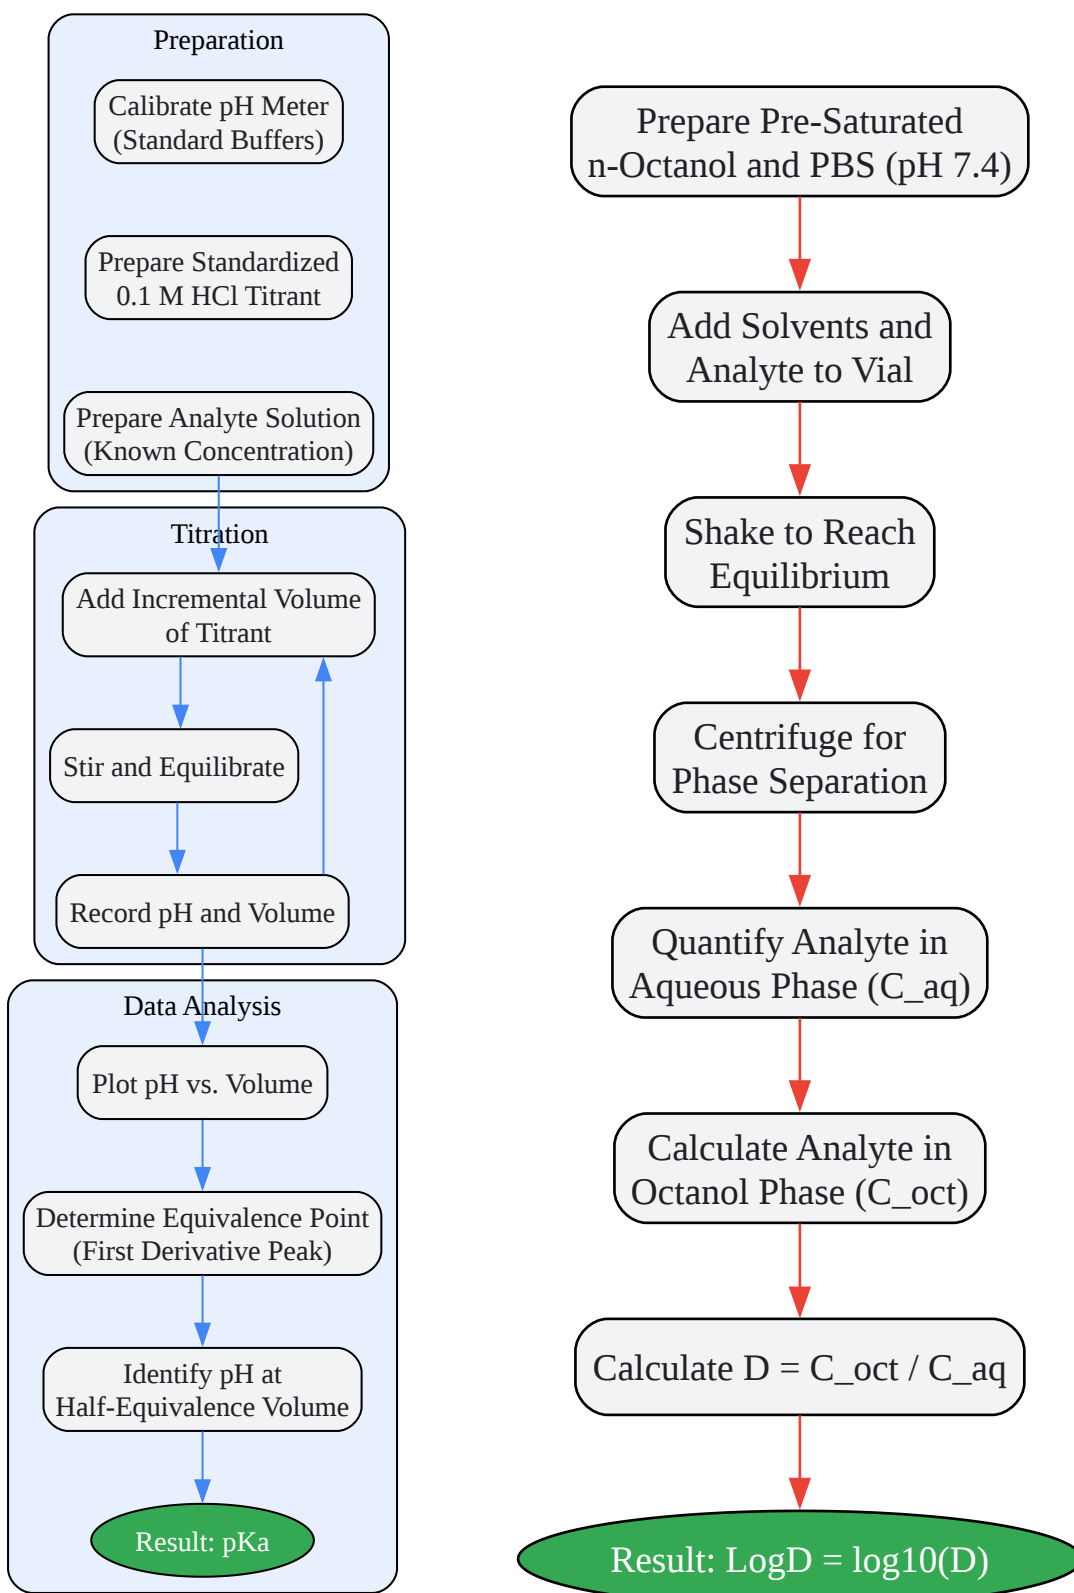 Preparation
Calibrate pH Meter
(Standard Buffers)
Prepare Standardized
0.1 M HCl Titrant
Prepare Analyte Solution
(Known Concentration)
Titration
Add Incremental Volume
of Titrant
Stir and Equilibrate
Record pH and Volume
Data Analysis
Plot pH vs. Volume
Determine Equivalence Point
(First Derivative Peak)
Identify pH at
Half-Equivalence Volume
Result: pKa
Prepare Pre-Saturated
n-Octanol and PBS (pH 7.4)
Add Solvents and
Analyte to Vial
Shake to Reach
Equilibrium
Centrifuge for
Phase Separation
Quantify Analyte in
Aqueous Phase (C_aq)
Calculate Analyte in
Octanol Phase (C_oct)
Calculate D = C_oct / C_aq
Result: LogD = log10(D)